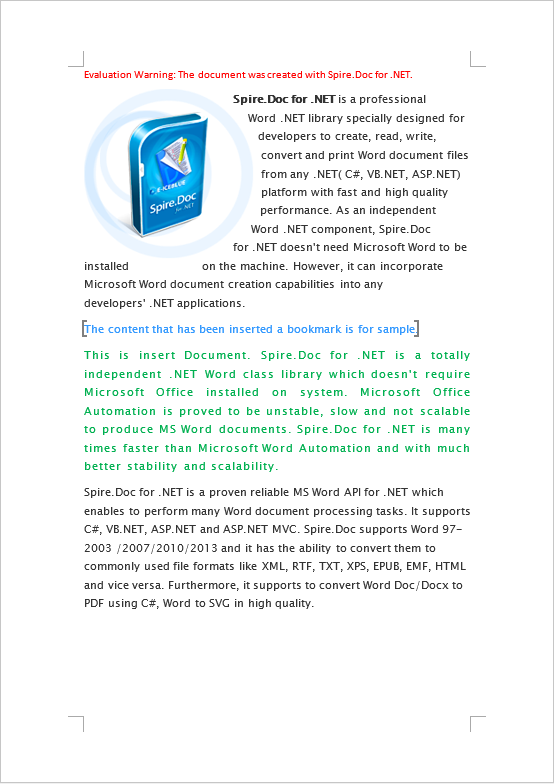 Evaluation Warning: The document was created with Spire.Doc for .NET.
Spire.Doc for .NET is a professional
Word .NET library specially designed for
developers to create, read, write,
convert and print Word document files
from any .NET( C#, VB.NET, ASP.NET)
platform with fast and high quality
performance. As an independent
Word .NET component, Spire.Doc
for .NET doesn't need Microsoft Word to be
E-ICEBLUE
Spire.Doc
for .NET
installed on the machine. However, it can incorporate
Microsoft Word document creation capabilities into any
developers' .NET applications.
The content that has been inserted a bookmark is for sample
This is insert Document. Spire.Doc for .NET is a totally
independent .NET Word class library which doesn't require
Microsoft Office installed on system. Microsoft Office
Automation is proved to be unstable, slow and not scalable
to produce MS Word documents. Spire.Doc for .NET is many
times faster than Microsoft Word Automation and with much
better stability and scalability.
Spire.Doc for .NET is a proven reliable MS Word API for .NET which
enables to perform many Word document processing tasks. It supports
C#, VB.NET, ASP.NET and ASP.NET MVC. Spire.Doc supports Word 97-
2003 /2007/2010/2013 and it has the ability to convert them to
commonly used file formats like XML, RTF, TXT, XPS, EPUB, EMF, HTML
and vice versa. Furthermore, it supports to convert Word Doc/Docx to
PDF using C#, Word to SVG in high quality.